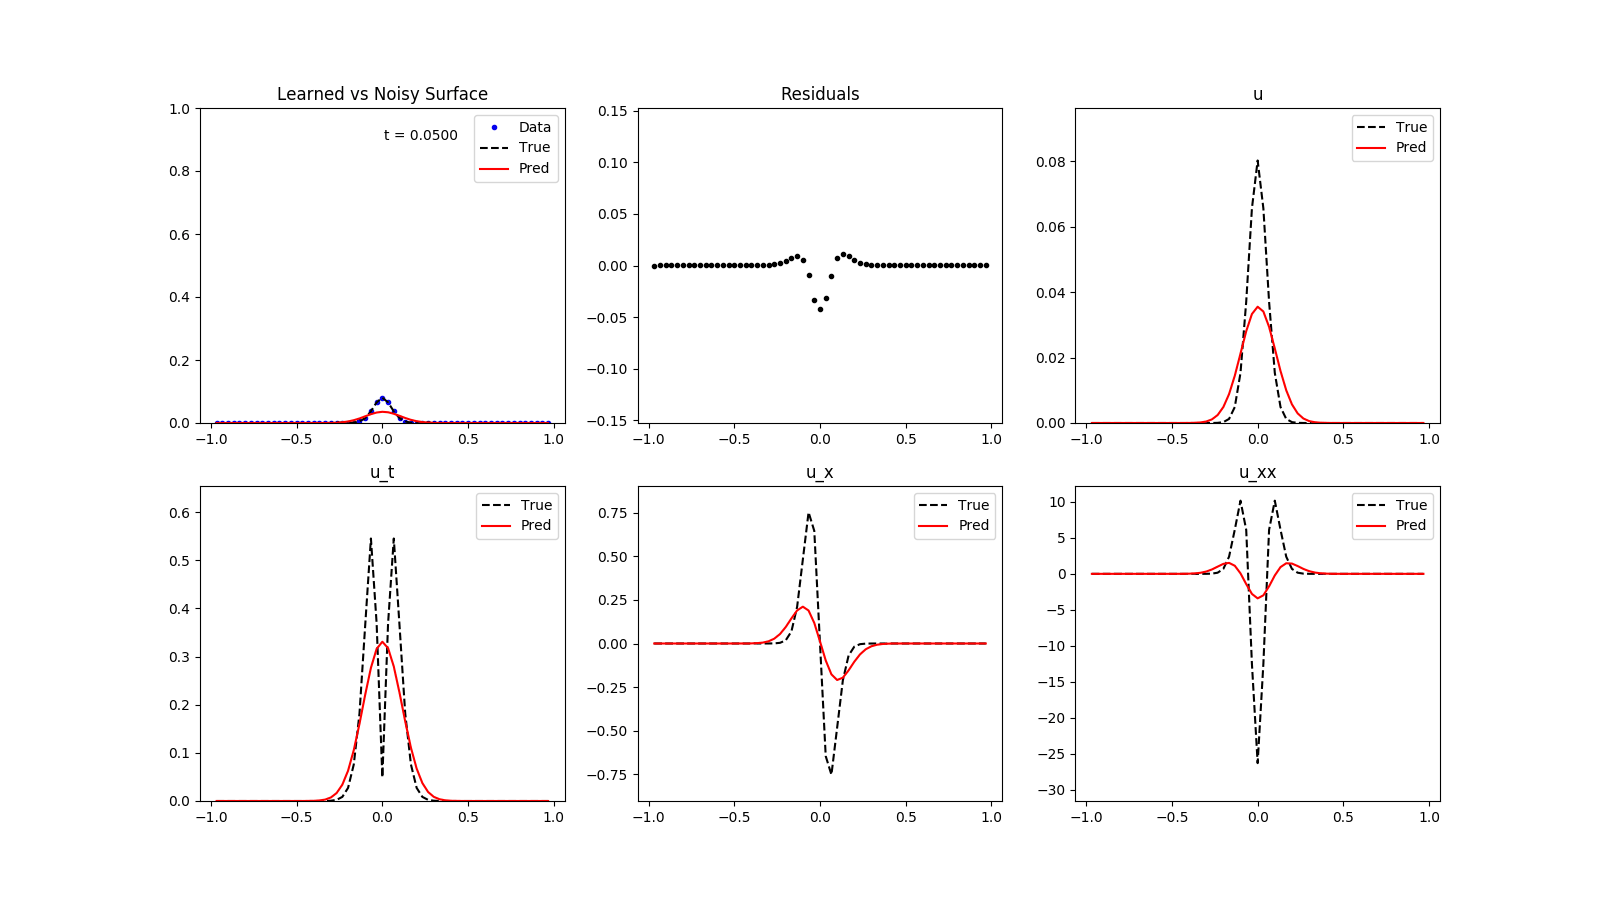 Learned vs Noisy Surface
1.0
0.8
0.6
0.4
0.2
0.0
−1.0 −0.5 0.0 0.5 1.0
t = 0.0500
Data
True
Pred
Residuals
0.15
0.10
0.05
0.00
−0.05
−0.10
−0.15
−1.0 −0.5 0.0 0.5 1.0
u
0.08
0.06
0.04
0.02
0.00
−1.0 −0.5 0.0 0.5 1.0
True
Pred
u_t
0.6
0.5
0.4
0.3
0.2
0.1
0.0
−1.0 −0.5 0.0 0.5 1.0
True
Pred
u_x
0.75
0.50
0.25
0.00
−0.25
−0.50
−0.75
−1.0 −0.5 0.0 0.5 1.0
True
Pred
u_xx
10
5
0
−5
−10
−15
−20
−25
−30
−1.0 −0.5 0.0 0.5 1.0
True
Pred